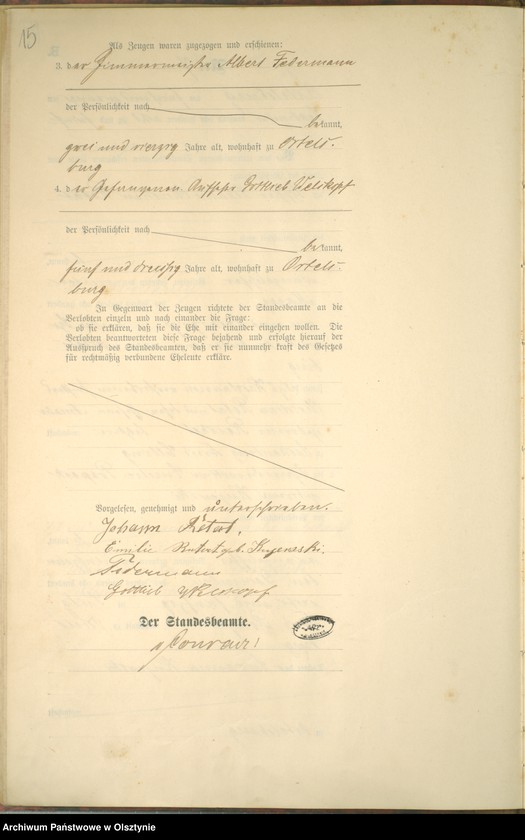 15
Als Zeugen waren zugezogen und erschienen:
3. der Zimmermeister Albert Federmann
der Persönlichkeit nach
bekannt,
zwei und vierzig Jahre alt, wohnhaft zu Ortels-
burg
4. der Gefangenen-Aufseher Gottlieb
der Persönlichkeit nach
bekannt,
fünf und dreißig Jahre alt, wohnhaft zu Ortels-
burg.
In Gegenwart der Zeugen richtete der Standesbeamte an die
Verlobten einzeln und nach einander die Frage:
ob sie erklären, daß sie die Ehe mit einander eingehen wollen. Die
Verlobten beantworteten diese Frage bejahend und erfolgte hierauf der
Ausspruch des Standesbeamten, daß er sie nunmehr kraft des Gesetzes
für rechtmäßig verbundene Eheleute erkläre.
Vorgelesen, genehmigt und unterschrieben.
Johann
Emilie geb.
Federmann
Gottlieb
Der Standesbeamte.
Conrad
Archiwum Państwowe w Olsztynie